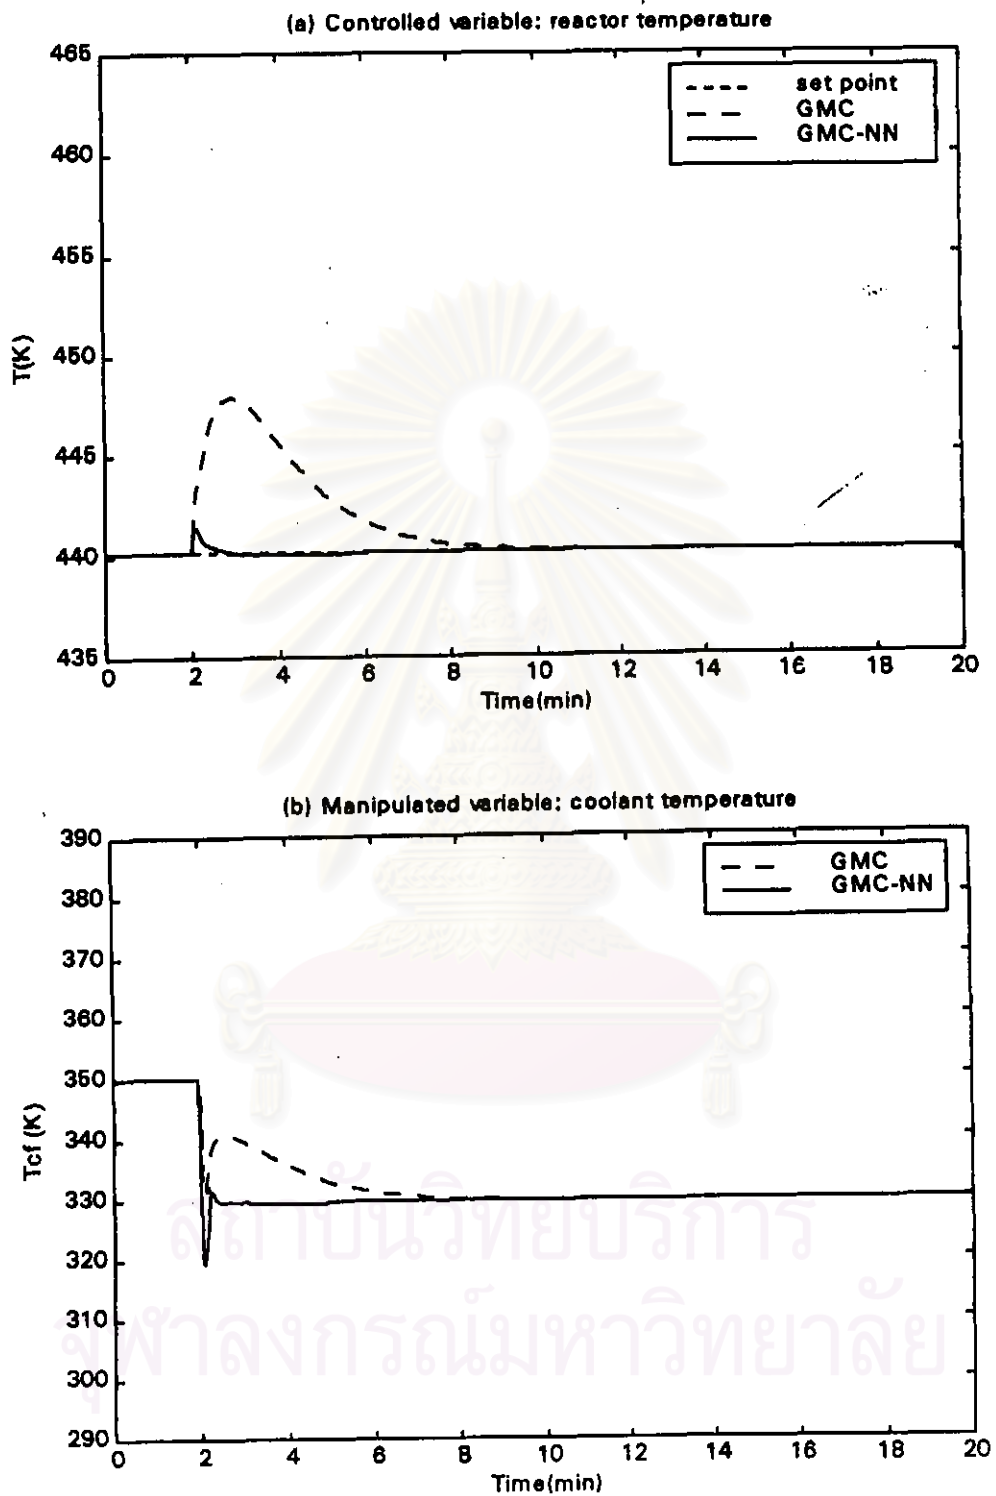 (a) Controlled variable: reactor temperature
465
460
455
450
445
440
435
T(K)
set point
GMC
GMC-NN
0 2 4 6 8 10 12 14 16 18 20
Time(min)
(b) Manipulated variable: coolant temperature
390
380
370
360
350
340
330
320
310
300
290
Tcf (K)
GMC
GMC-NN
0 2 4 6 8 10 12 14 16 18 20
Time(min)
สถาบันวิทยบริการ
จุฬาลงกรณ์มหาวิทยาลัย